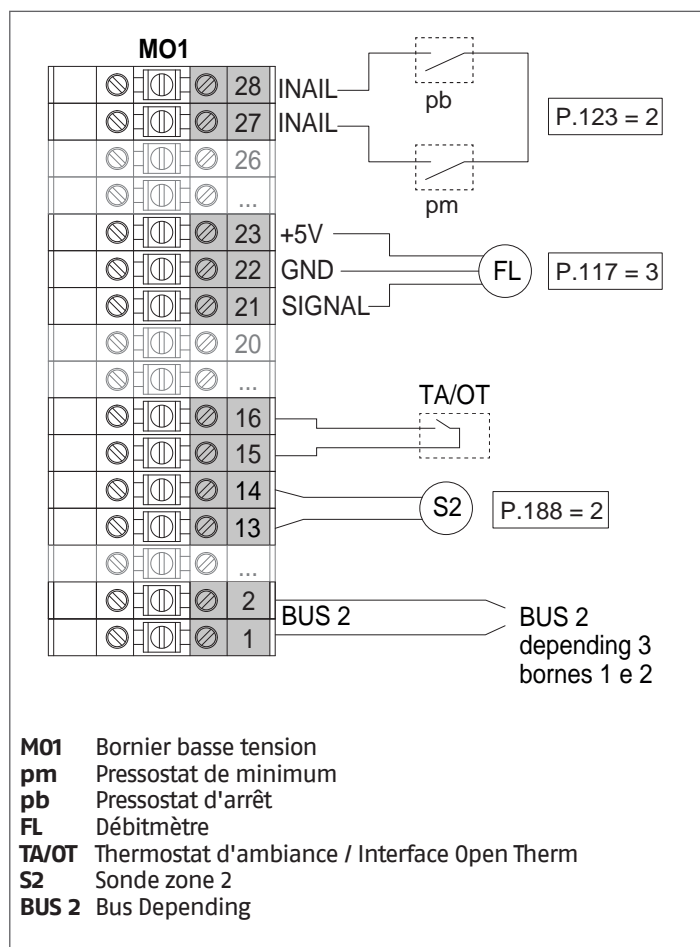 MO1
28 INAIL
pb
P.123 = 2
27 INAIL
26
pm
...
23 +5V
22 GND
FL
P.117 = 3
21 SIGNAL
20
...
TA/OT
16
15
14
S2
P.188 = 2
13
...
2
BUS 2
BUS 2
1
depending 3
bornes 1 e 2
MO1 Bornier basse tension
pm Pressostat de minimum
pb Pressostat d'arrêt
FL Débitmètre
TA/OT Thermostat d'ambiance / Interface Open Therm
S2 Sonde zone 2
BUS 2 Bus Depending